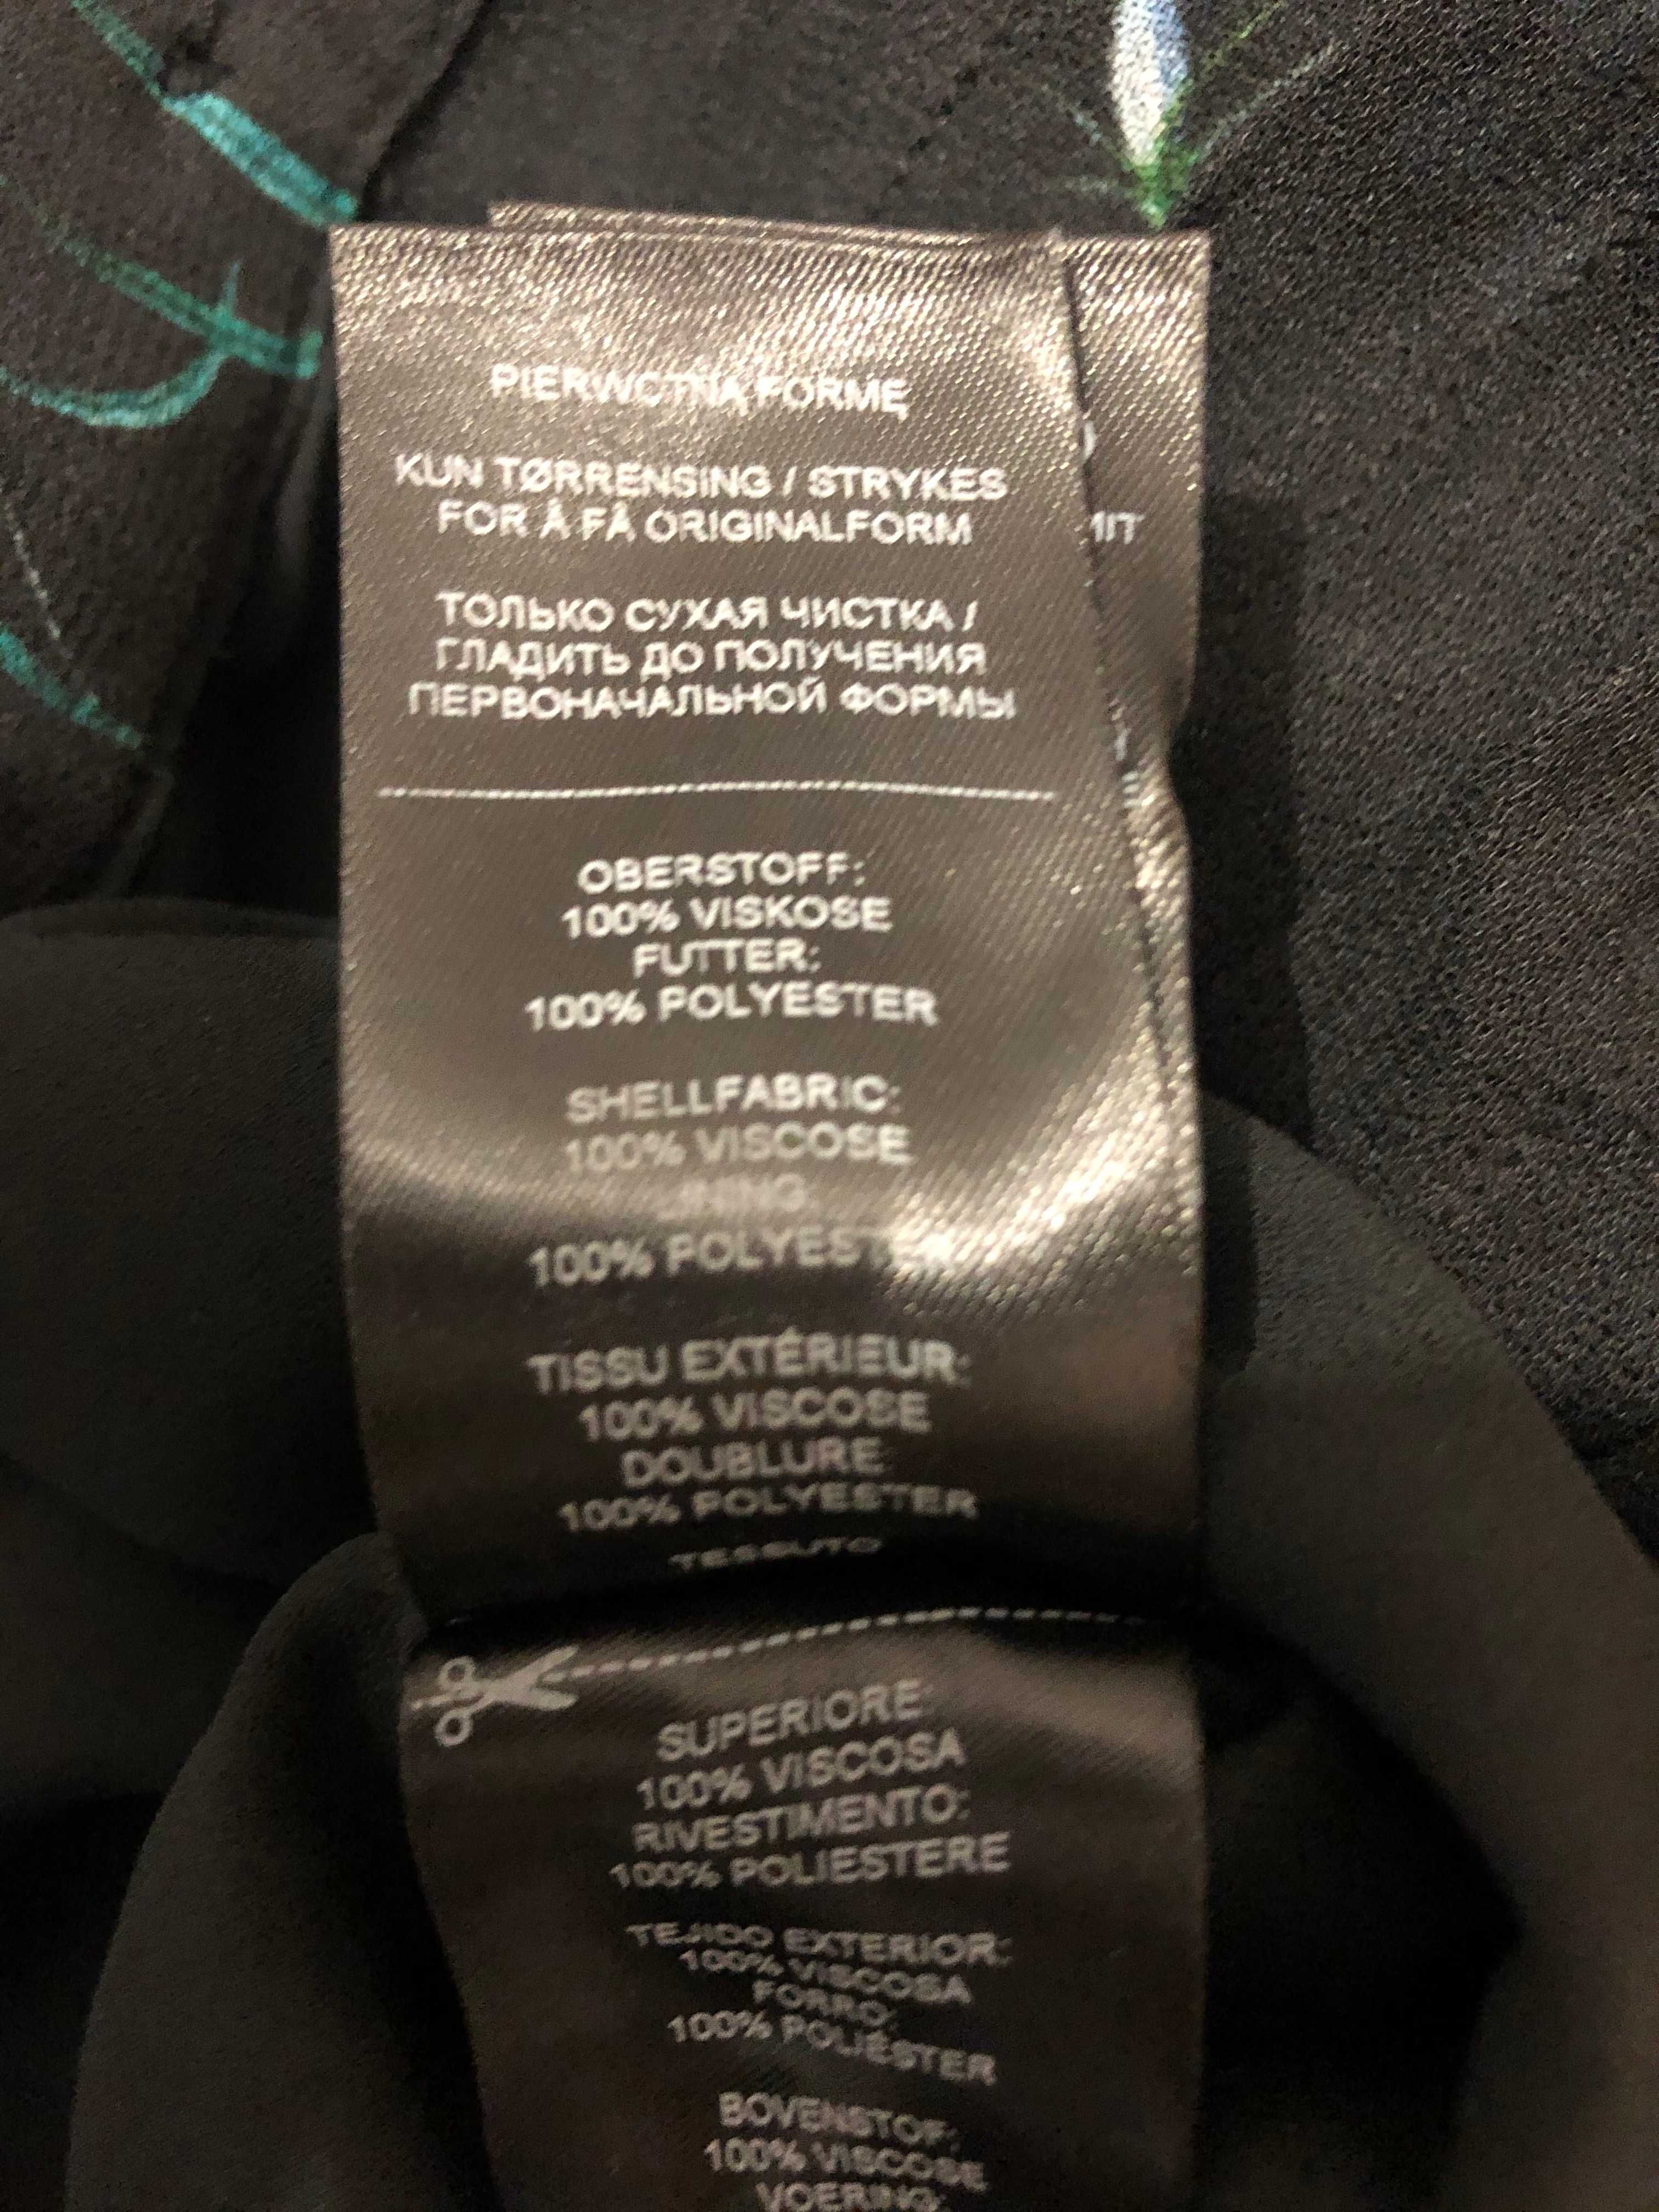 PIERWOTNĄ FORMĘ
KUN TØRRENSING / STRYKES
FOR Å FÅ ORIGINALFORM
ТОЛЬКО СУХАЯ ЧИСТКА /
ГЛАДИТЬ ДО ПОЛУЧЕНИЯ
ПЕРВОНАЧАЛЬНОЙ ФОРМЫ
OBERSTOFF:
100% VISKOSE
FUTTER:
100% POLYESTER
SHELLFABRIC:
100% VISCOSE
100% POLYESTER
TISSU EXTÉRIEUR:
100% VISCOSE
DOUBLURE:
100% POLYESTER
TESSUTO
SUPERIORE:
100% VISCOSA
RIVESTIMENTO:
100% POLIESTERE
TEJIDO EXTERIOR:
100% VISCOSA
FORRO:
100% POLIÉSTER
BOVENSTOF:
100% VISCOSE
VOERING: